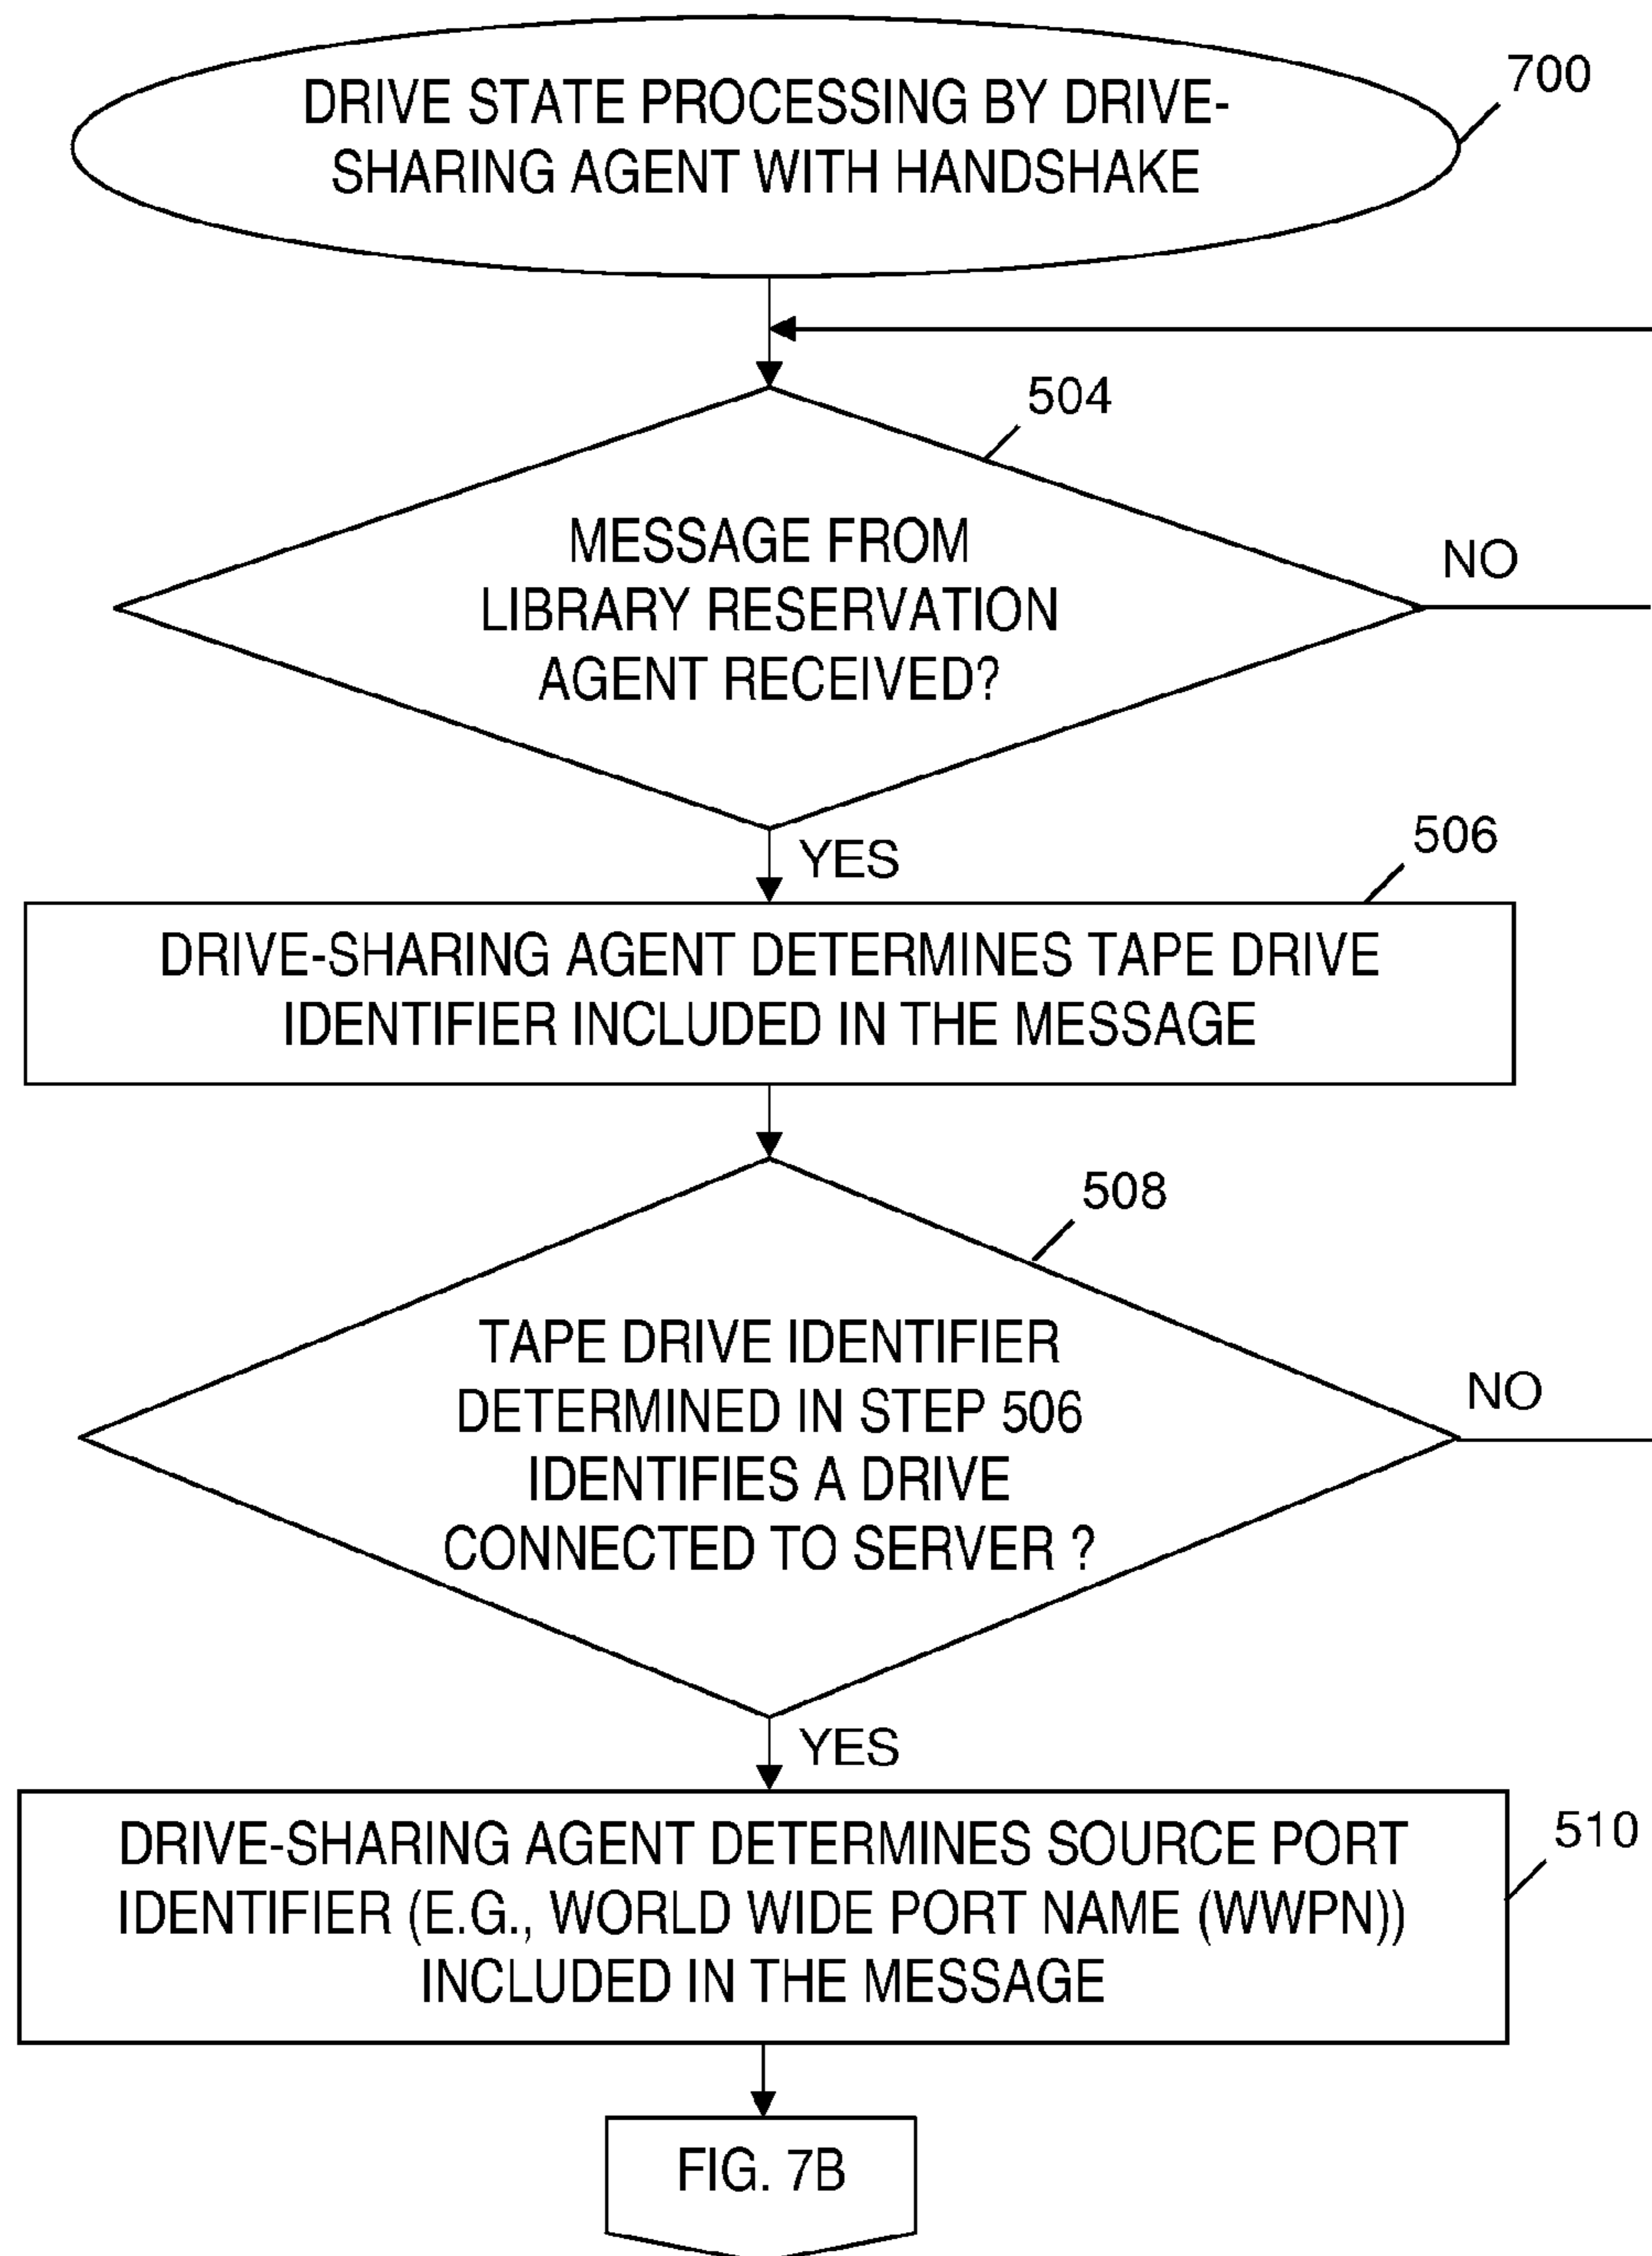 DRIVE STATE PROCESSING BY DRIVE-
SHARING AGENT WITH HANDSHAKE
700
504
MESSAGE FROM
LIBRARY RESERVATION
AGENT RECEIVED?
NO
YES
506
DRIVE-SHARING AGENT DETERMINES TAPE DRIVE
IDENTIFIER INCLUDED IN THE MESSAGE
508
TAPE DRIVE IDENTIFIER
DETERMINED IN STEP 506
IDENTIFIES A DRIVE
CONNECTED TO SERVER ?
NO
YES
510
DRIVE-SHARING AGENT DETERMINES SOURCE PORT
IDENTIFIER (E.G., WORLD WIDE PORT NAME (WWPN))
INCLUDED IN THE MESSAGE
FIG. 7B